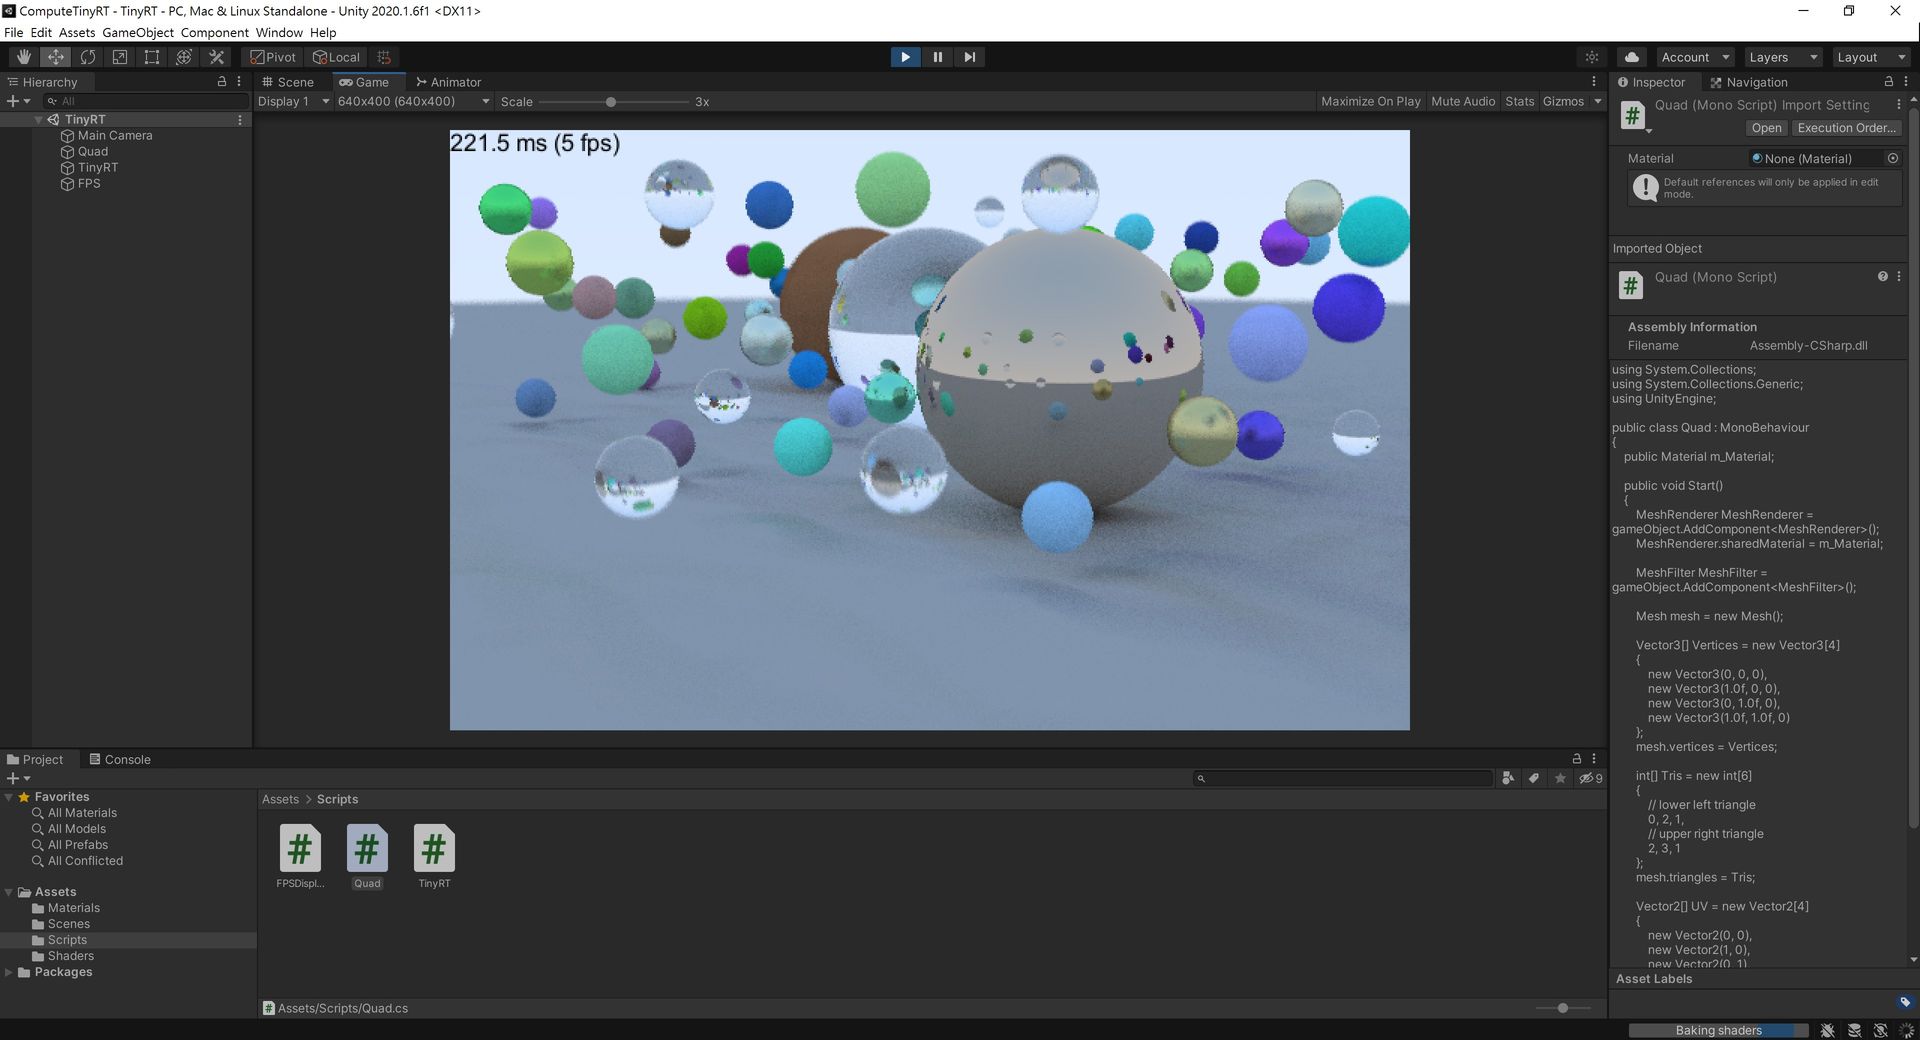 ComputeTinyRT - TinyRT - PC, Mac & Linux Standalone - Unity 2020.1.6f1 <DX11>
File Edit Assets GameObject Component Window Help
Pivot Local Account Layers Layout
Hierarchy
All
TinyRT
Main Camera
Quad
TinyRT
FPS
Scene Game Animator
Display 1 640x400 (640x400) Scale 3x Maximize On Play Mute Audio Stats Gizmos
221.5 ms (5 fps)
Inspector Navigation
Quad (Mono Script) Import Setting
Open Execution Order...
Material None (Material)
Default references will only be applied in edit
mode.
Imported Object
Quad (Mono Script)
Assembly Information
Filename Assembly-CSharp.dll
using System.Collections;
using System.Collections.Generic;
using UnityEngine;
public class Quad : MonoBehaviour
{
public Material m_Material;
public void Start()
{
MeshRenderer MeshRenderer =
gameObject.AddComponent<MeshRenderer>();
MeshRenderer.sharedMaterial = m_Material;
MeshFilter MeshFilter =
gameObject.AddComponent<MeshFilter>();
Mesh mesh = new Mesh();
Vector3[] Vertices = new Vector3[4]
{
new Vector3(0, 0, 0),
new Vector3(1.0f, 0, 0),
new Vector3(0, 1.0f, 0),
new Vector3(1.0f, 1.0f, 0)
};
mesh.vertices = Vertices;
int[] Tris = new int[6]
{
// lower left triangle
0, 2, 1,
// upper right triangle
2, 3, 1
};
mesh.triangles = Tris;
Vector2[] UV = new Vector2[4]
{
new Vector2(0, 0),
new Vector2(1, 0),
new Vector2(0, 1)
Asset Labels
Project Console
9
Favorites
All Materials
All Models
All Prefabs
All Conflicted
Assets
Materials
Scenes
Scripts
Shaders
Packages
Assets > Scripts
# # #
FPSDispl... Quad TinyRT
Assets/Scripts/Quad.cs
Baking shaders